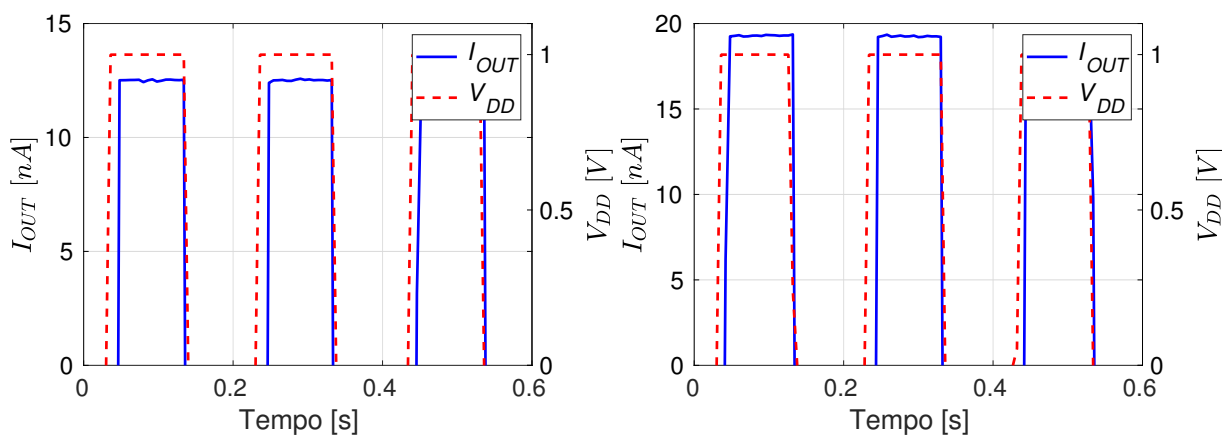 15
10
5
0
I_OUT [nA]
I_OUT
V_DD
1
0.5
0
V_DD [V]
0
0.2
0.4
0.6
Tempo [s]
20
15
10
5
0
I_OUT [nA]
I_OUT
V_DD
1
0.5
0
V_DD [V]
0
0.2
0.4
0.6
Tempo [s]